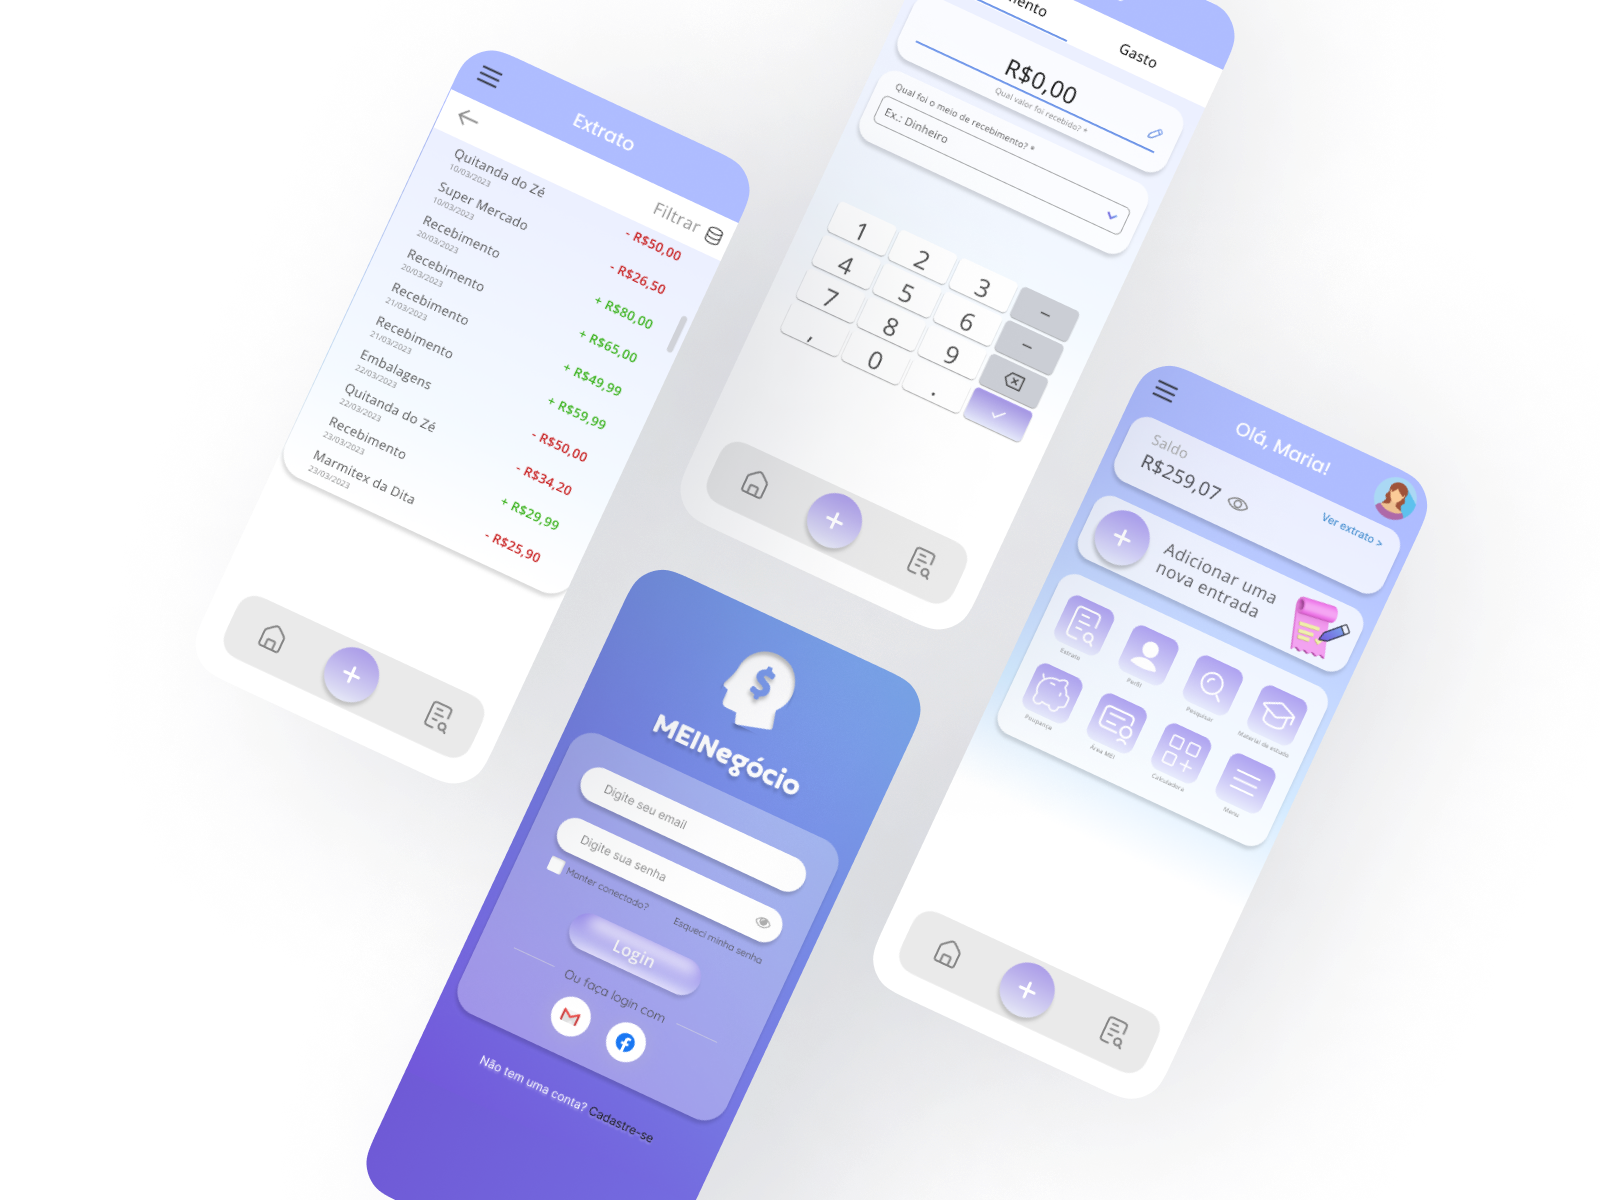 Extrato
Filtrar
Quitanda do Zé
10/03/2023
- R$50,00
Super Mercado
10/03/2023
- R$26,50
Recebimento
20/03/2023
+ R$80,00
Recebimento
20/03/2023
+ R$65,00
Recebimento
21/03/2023
+ R$49,99
Recebimento
21/03/2023
+ R$59,99
Embalagens
22/03/2023
- R$50,00
Quitanda do Zé
22/03/2023
- R$34,20
Recebimento
23/03/2023
+ R$29,99
Marmitex da Dita
23/03/2023
- R$25,90
Gasto
R$0,00
Qual valor foi recebido? *
Qual foi o meio de recebimento? *
Ex.: Dinheiro
1 2 3 −
4 5 6 −
7 8 9
, 0 .
MEINegócio
Digite seu email
Digite sua senha
Manter conectado?
Esqueci minha senha
Login
Ou faça login com
Não tem uma conta? Cadastre-se
Olá, Maria!
Saldo
R$259,07
Ver extrato >
Adicionar uma
nova entrada
Extrato
Perfil
Pesquisar
Material de estudo
Poupança
Área MEI
Calculadora
Menu